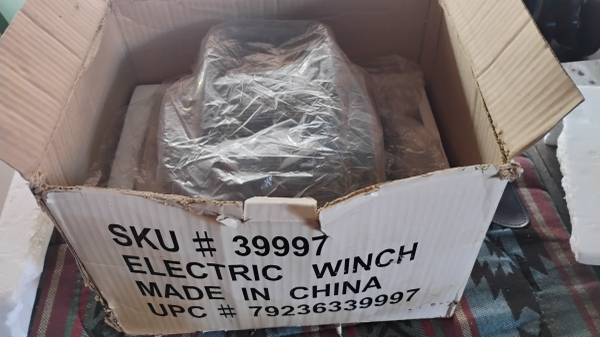 SKU # 39997
ELECTRIC WINCH
MADE IN CHINA
UPC # 79236339997